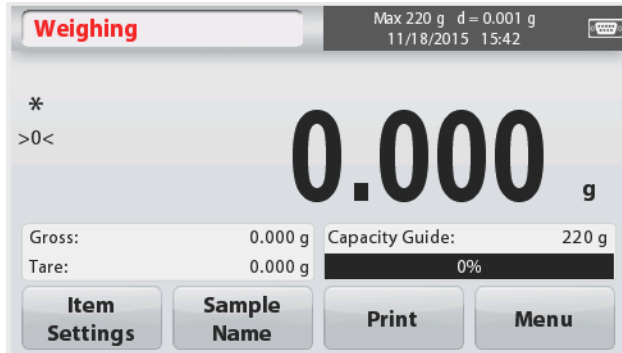 Weighing
Max 220 g d = 0.001 g
11/18/2015 15:42
*
>0<
0.000 g
Gross: 0.000 g
Tare: 0.000 g
Capacity Guide: 220 g
0%
Item Settings
Sample Name
Print
Menu